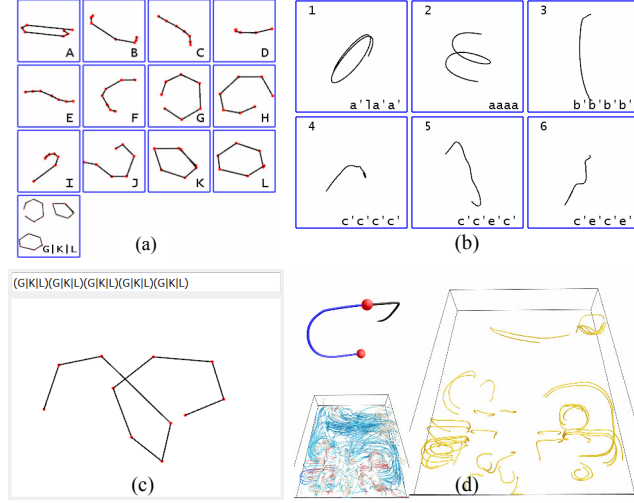 A B C D
E F G H
I J K L
G|K|L
(a)
1 2 3
a'la'a' aaaa b'b'b'b'
4 5 6
c'c'c'c' c'c'e'c' c'e'c'e'
(b)
(G|K|L)(G|K|L)(G|K|L)(G|K|L)(G|K|L)
(c)
(d)